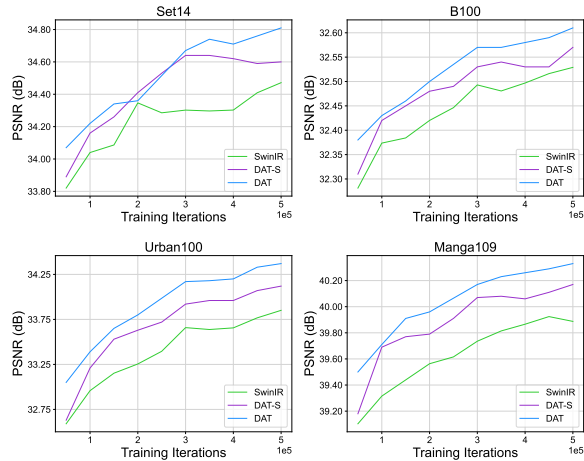 Set14
PSNR (dB)
34.80
34.60
34.40
34.20
34.00
33.80
SwinIR
DAT-S
DAT
1 2 3 4 5
1e5
Training Iterations
B100
PSNR (dB)
32.60
32.55
32.50
32.45
32.40
32.35
32.30
SwinIR
DAT-S
DAT
1 2 3 4 5
1e5
Training Iterations
Urban100
PSNR (dB)
34.25
33.75
33.25
32.75
SwinIR
DAT-S
DAT
1 2 3 4 5
1e5
Training Iterations
Manga109
PSNR (dB)
40.20
40.00
39.80
39.60
39.40
39.20
SwinIR
DAT-S
DAT
1 2 3 4 5
1e5
Training Iterations